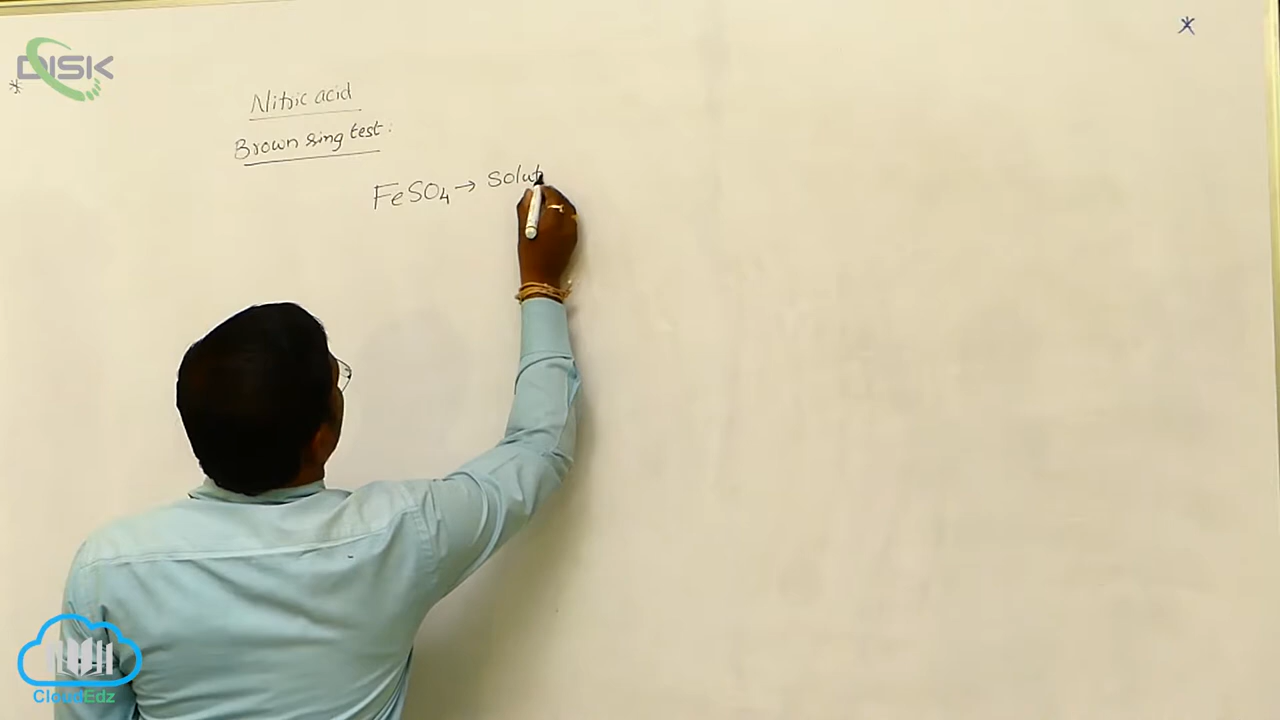 DISK
Nitric acid
Brown ring test:
FeSO4 → Solut
CloudEdz